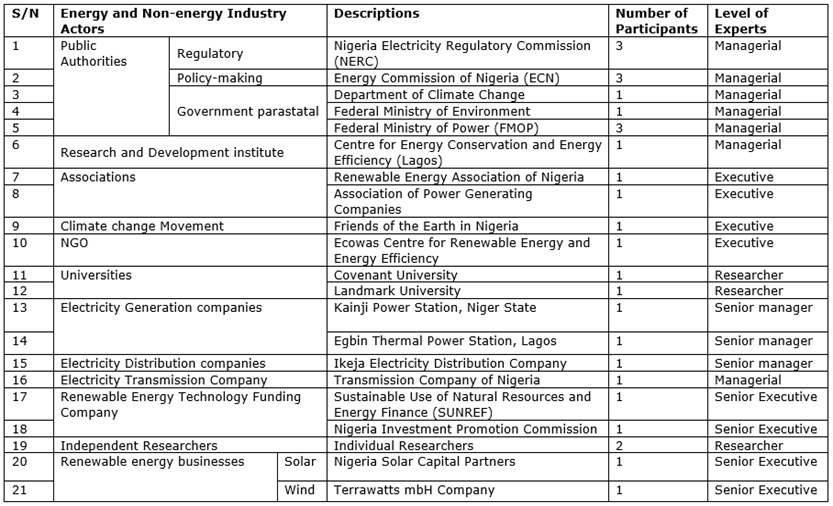 S/N Energy and Non-energy Industry Descriptions Number of Level of
Actors Participants Experts
1 Public Regulatory Nigeria Electricity Regulatory Commission 3 Managerial
Authorities (NERC)
2 Policy-making Energy Commission of Nigeria (ECN) 3 Managerial
3 Government parastatal Department of Climate Change 1 Managerial
4 Federal Ministry of Environment 1 Managerial
5 Federal Ministry of Power (FMOP) 3 Managerial
6 Research and Development institute Centre for Energy Conservation and Energy 1 Managerial
Efficiency (Lagos)
7 Associations Renewable Energy Association of Nigeria 1 Executive
8 Association of Power Generating 1 Executive
Companies
9 Climate change Movement Friends of the Earth in Nigeria 1 Executive
10 NGO Ecowas Centre for Renewable Energy and 1 Executive
Energy Efficiency
11 Universities Covenant University 1 Researcher
12 Landmark University 1 Researcher
13 Electricity Generation companies Kainji Power Station, Niger State 1 Senior manager
14 Egbin Thermal Power Station, Lagos 1 Senior manager
15 Electricity Distribution companies Ikeja Electricity Distribution Company 1 Senior manager
16 Electricity Transmission Company Transmission Company of Nigeria 1 Managerial
17 Renewable Energy Technology Funding Sustainable Use of Natural Resources and 1 Senior Executive
Company Energy Finance (SUNREF)
18 Nigeria Investment Promotion Commission 1 Senior Executive
19 Independent Researchers Individual Researchers 2 Researcher
20 Renewable energy businesses Solar Nigeria Solar Capital Partners 1 Senior Executive
21 Wind Terrawatts mbH Company 1 Senior Executive